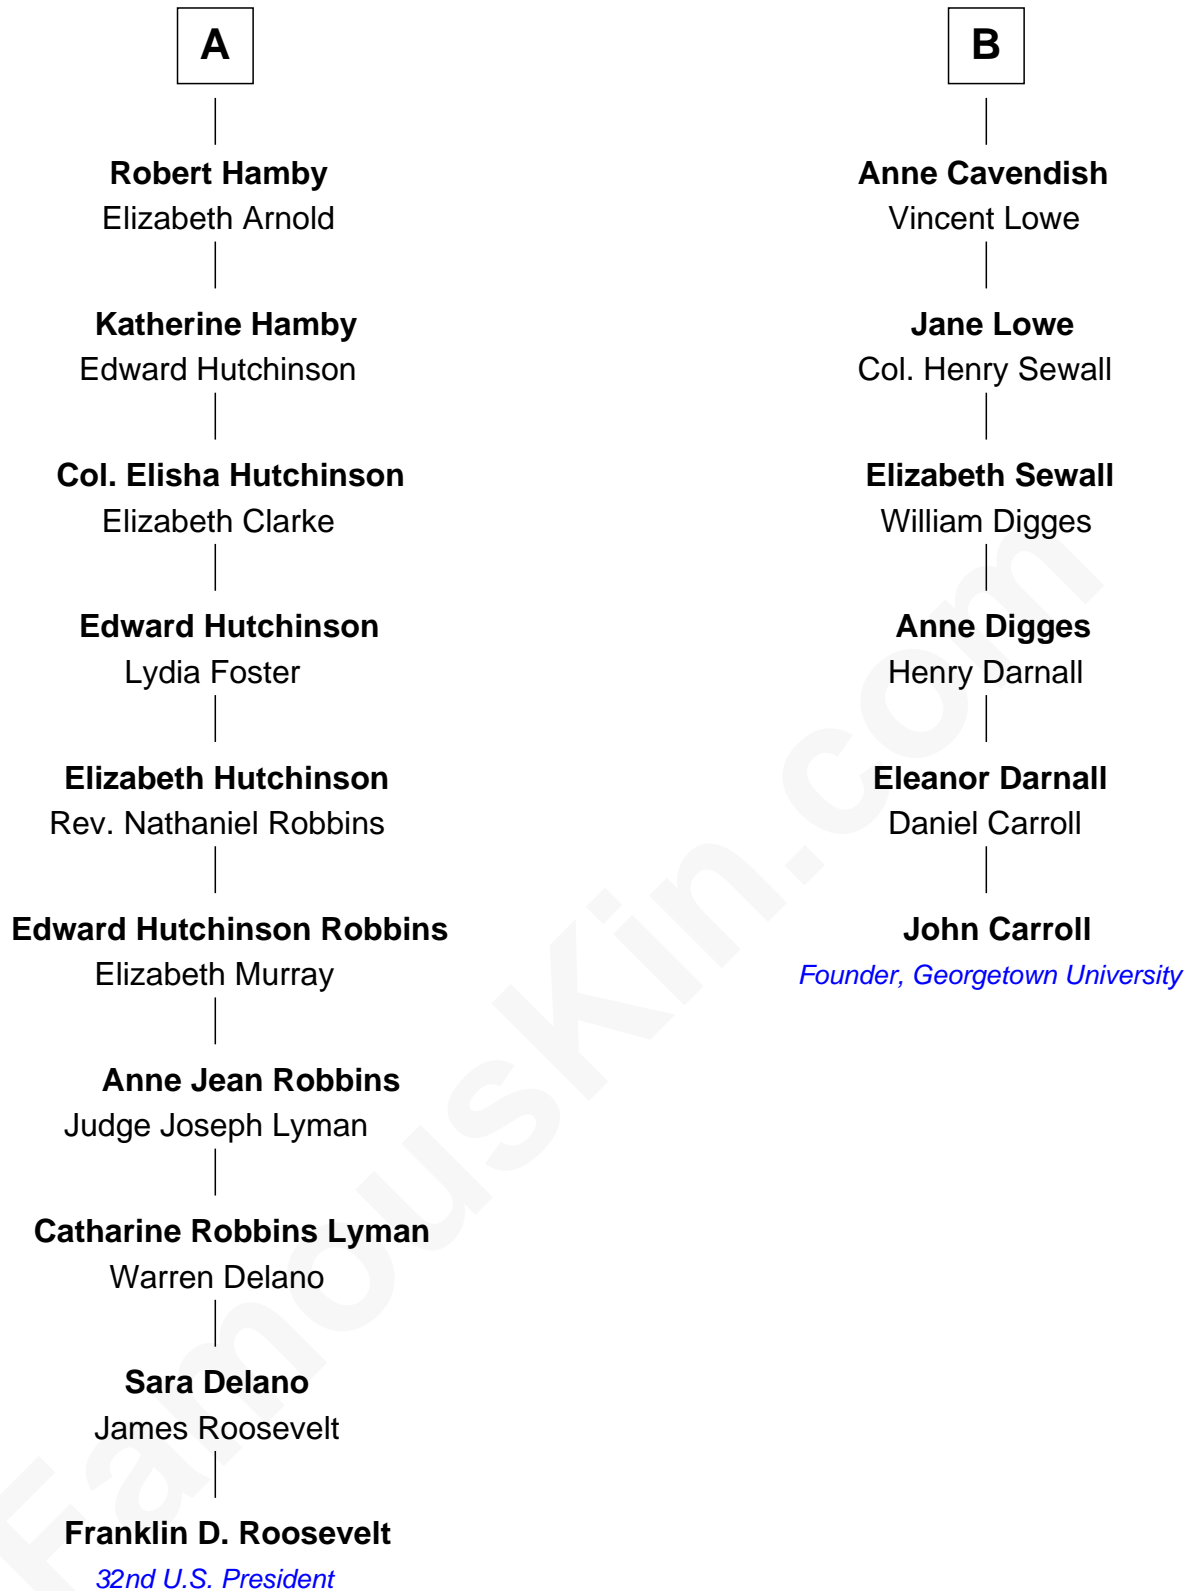 A
Robert Hamby
Elizabeth Arnold
Katherine Hamby
Edward Hutchinson
Col. Elisha Hutchinson
Elizabeth Clarke
Edward Hutchinson
Lydia Foster
Elizabeth Hutchinson
Rev. Nathaniel Robbins
Edward Hutchinson Robbins
Elizabeth Murray
Anne Jean Robbins
Judge Joseph Lyman
Catharine Robbins Lyman
Warren Delano
Sara Delano
James Roosevelt
Franklin D. Roosevelt
32nd U.S. President
B
Anne Cavendish
Vincent Lowe
Jane Lowe
Col. Henry Sewall
Elizabeth Sewall
William Digges
Anne Digges
Henry Darnall
Eleanor Darnall
Daniel Carroll
John Carroll
Founder, Georgetown University
FamousKin.com